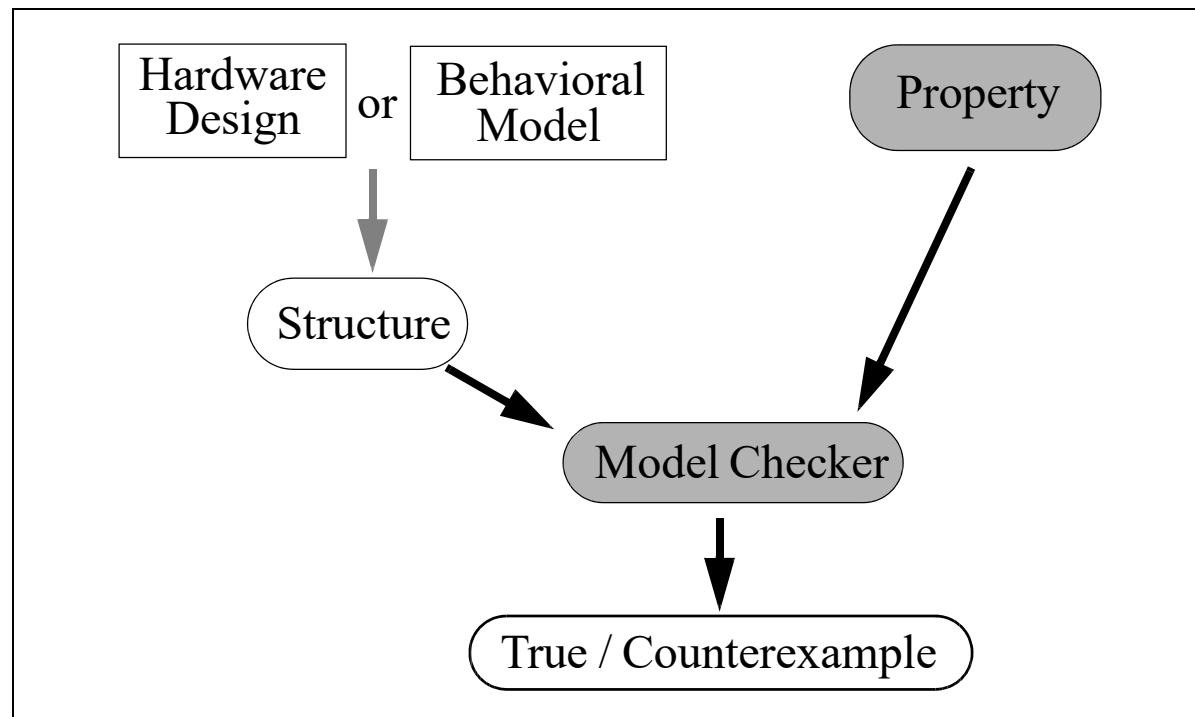 Hardware
Design
or
Behavioral
Model
Property
Structure
Model Checker
True / Counterexample